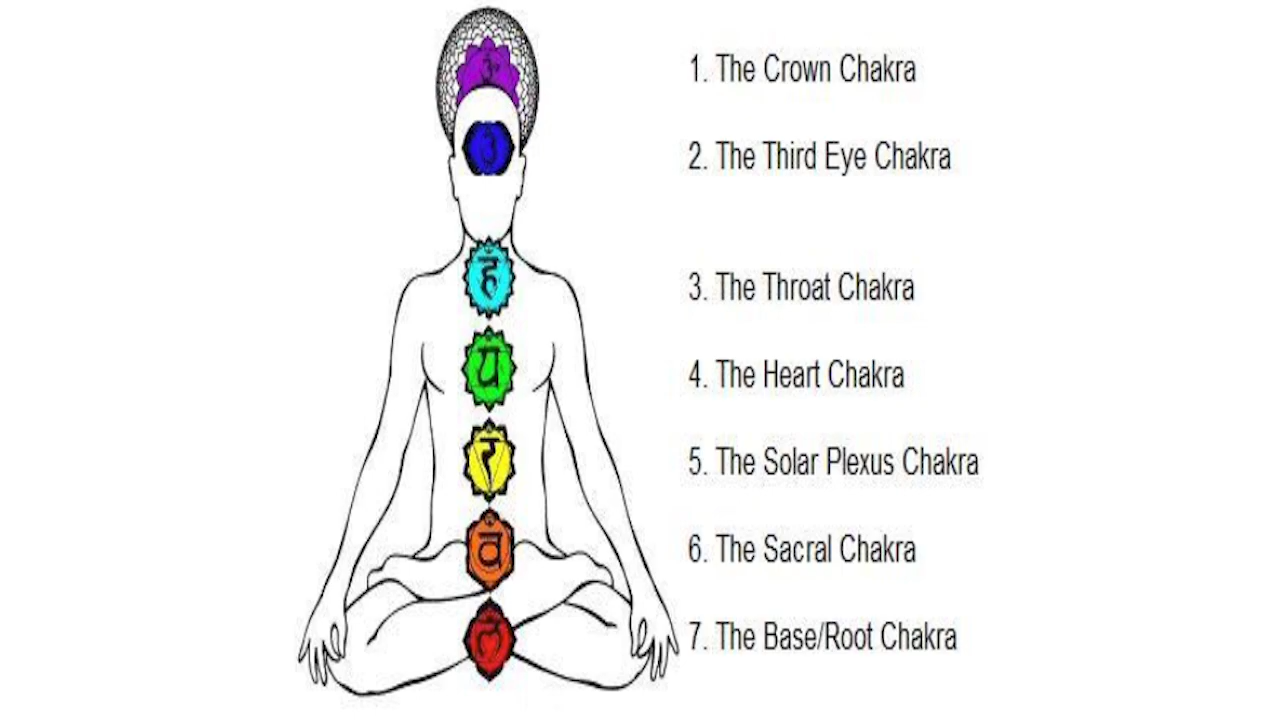 ॐ
1. The Crown Chakra
ॐ
2. The Third Eye Chakra
हं
3. The Throat Chakra
यं
4. The Heart Chakra
रं
5. The Solar Plexus Chakra
वं
6. The Sacral Chakra
लं
7. The Base/Root Chakra